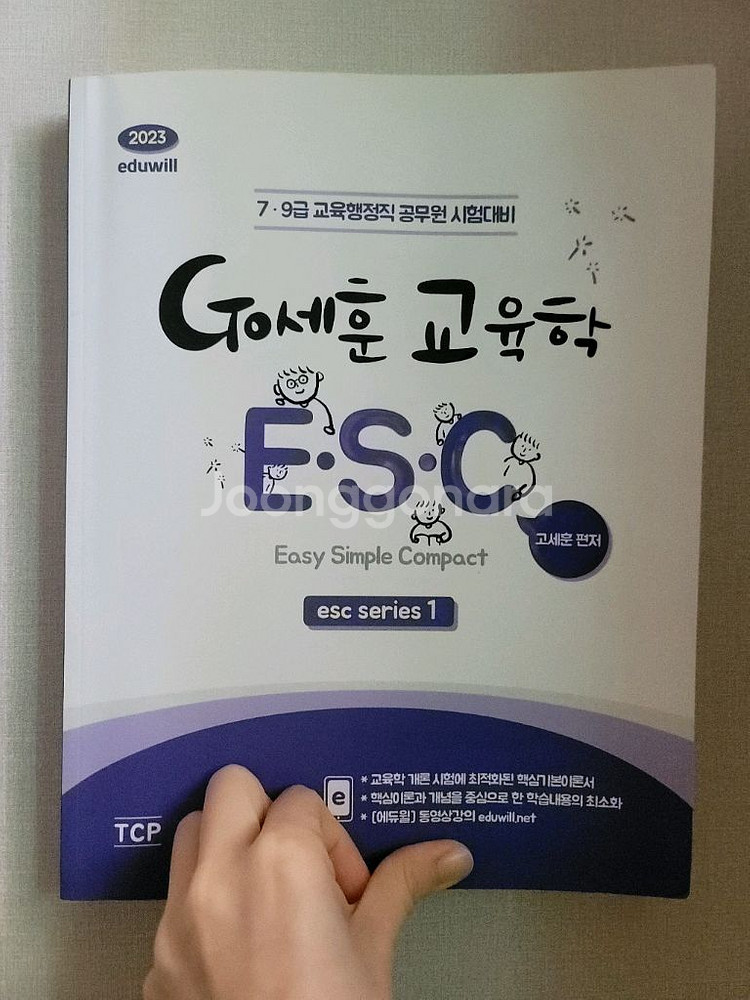 2023
eduwill
7·9급 교육행정직 공무원 시험대비
Go세훈 교육학
E·S·C
Joonggonara
고세훈 편저
Easy Simple Compact
esc series 1
e
* 교육학 개론 시험에 최적화된 핵심기본이론서
* 핵심이론과 개념을 중심으로 한 학습내용의 최소화
* [에듀윌] 동영상강의 eduwill.net
TCP